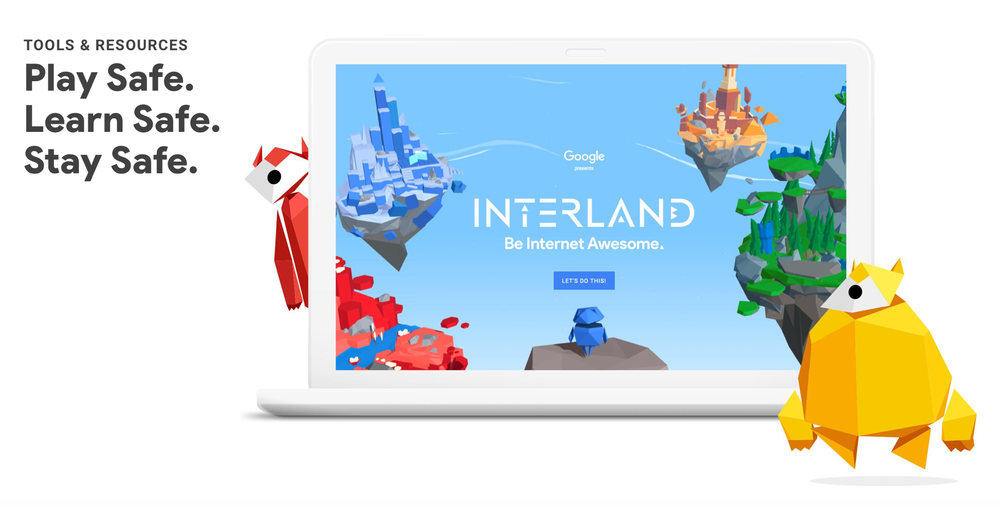 TOOLS & RESOURCES
Play Safe.
Learn Safe.
Stay Safe.
Google
presents
INTERLAND
Be Internet Awesome.
LET'S DO THIS!